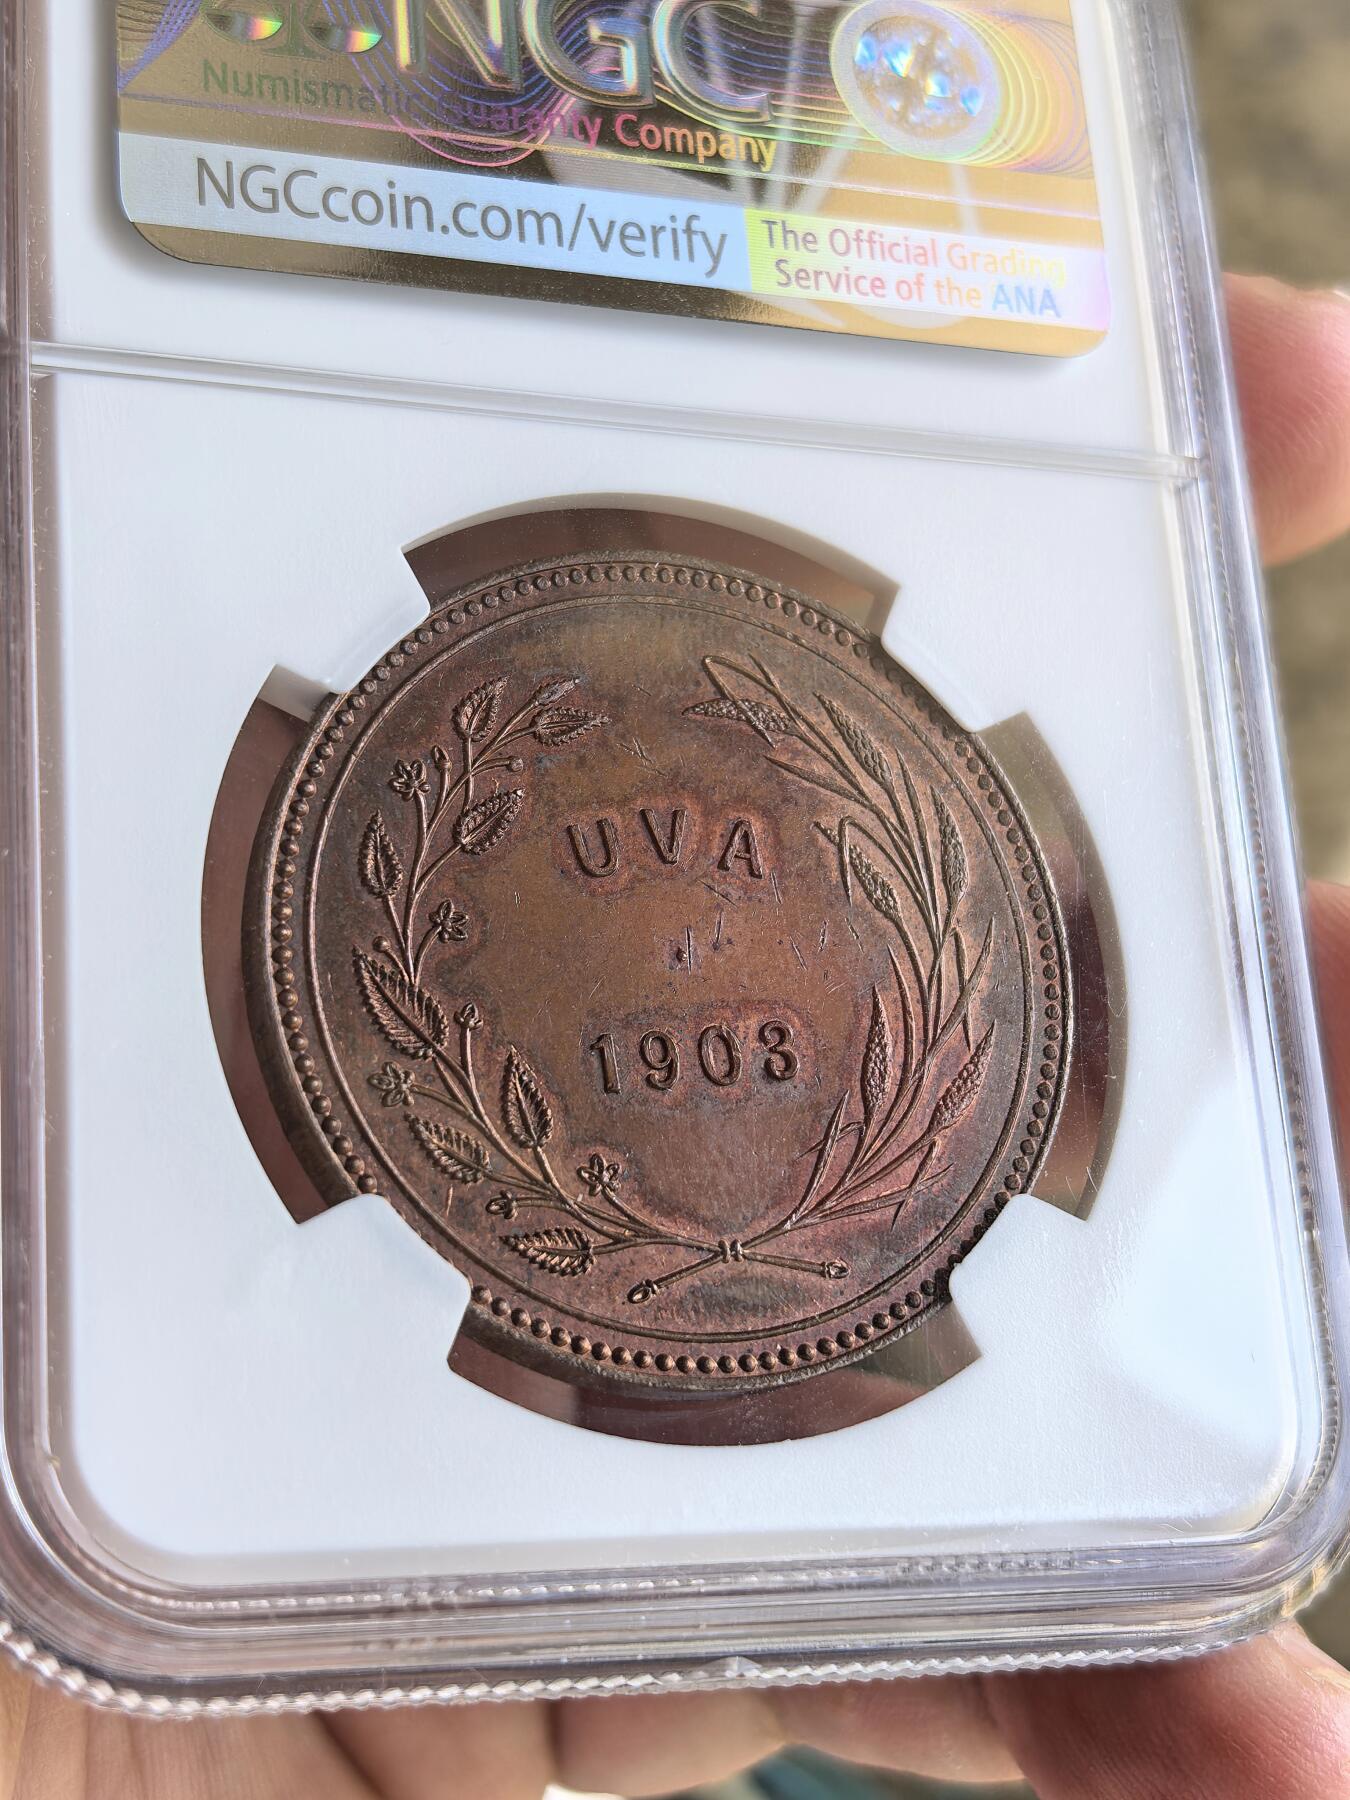 NGC
Numismatic Guaranty Company
NGCcoin.com/verify
The Official Grading
Service of the ANA
UVA
1903